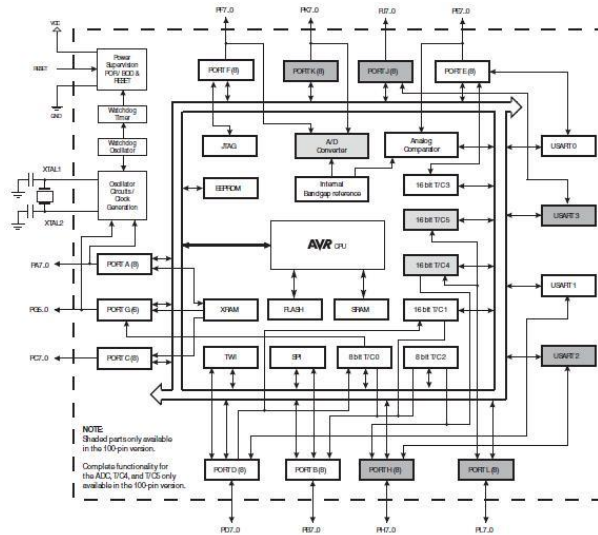 PF7..0
PK7..0
PJ7..0
PE7..0
VCC
RESET
GND
Power
Supervision
POR/ BOD &
RESET
Watchdog
Timer
Watchdog
Oscillator
XTAL1
XTAL2
Oscillator
Circuits /
Clock
Generation
PORT F (8)
PORT K (8)
PORT J (8)
PORT E (8)
JTAG
A/D
Converter
Analog
Comparator
USART 0
EEPROM
Internal
Bandgap reference
16 bit T/C3
16 bit T/C5
USART 3
AVR CPU
16 bit T/C4
PA7..0
PORT A (8)
USART 1
PG5..0
PORT G (6)
XRAM
FLASH
SRAM
16 bit T/C1
PC7..0
PORT C (8)
TWI
SPI
8 bit T/C0
8 bit T/C2
USART 2
NOTE:
Shaded parts only available
in the 100-pin version.
Complete functionality for
the ADC, T/C4, and T/C5 only
available in the 100-pin version.
PORT D (8)
PORT B (8)
PORT H (8)
PORT L (8)
PD7..0
PB7..0
PH7..0
PL7..0